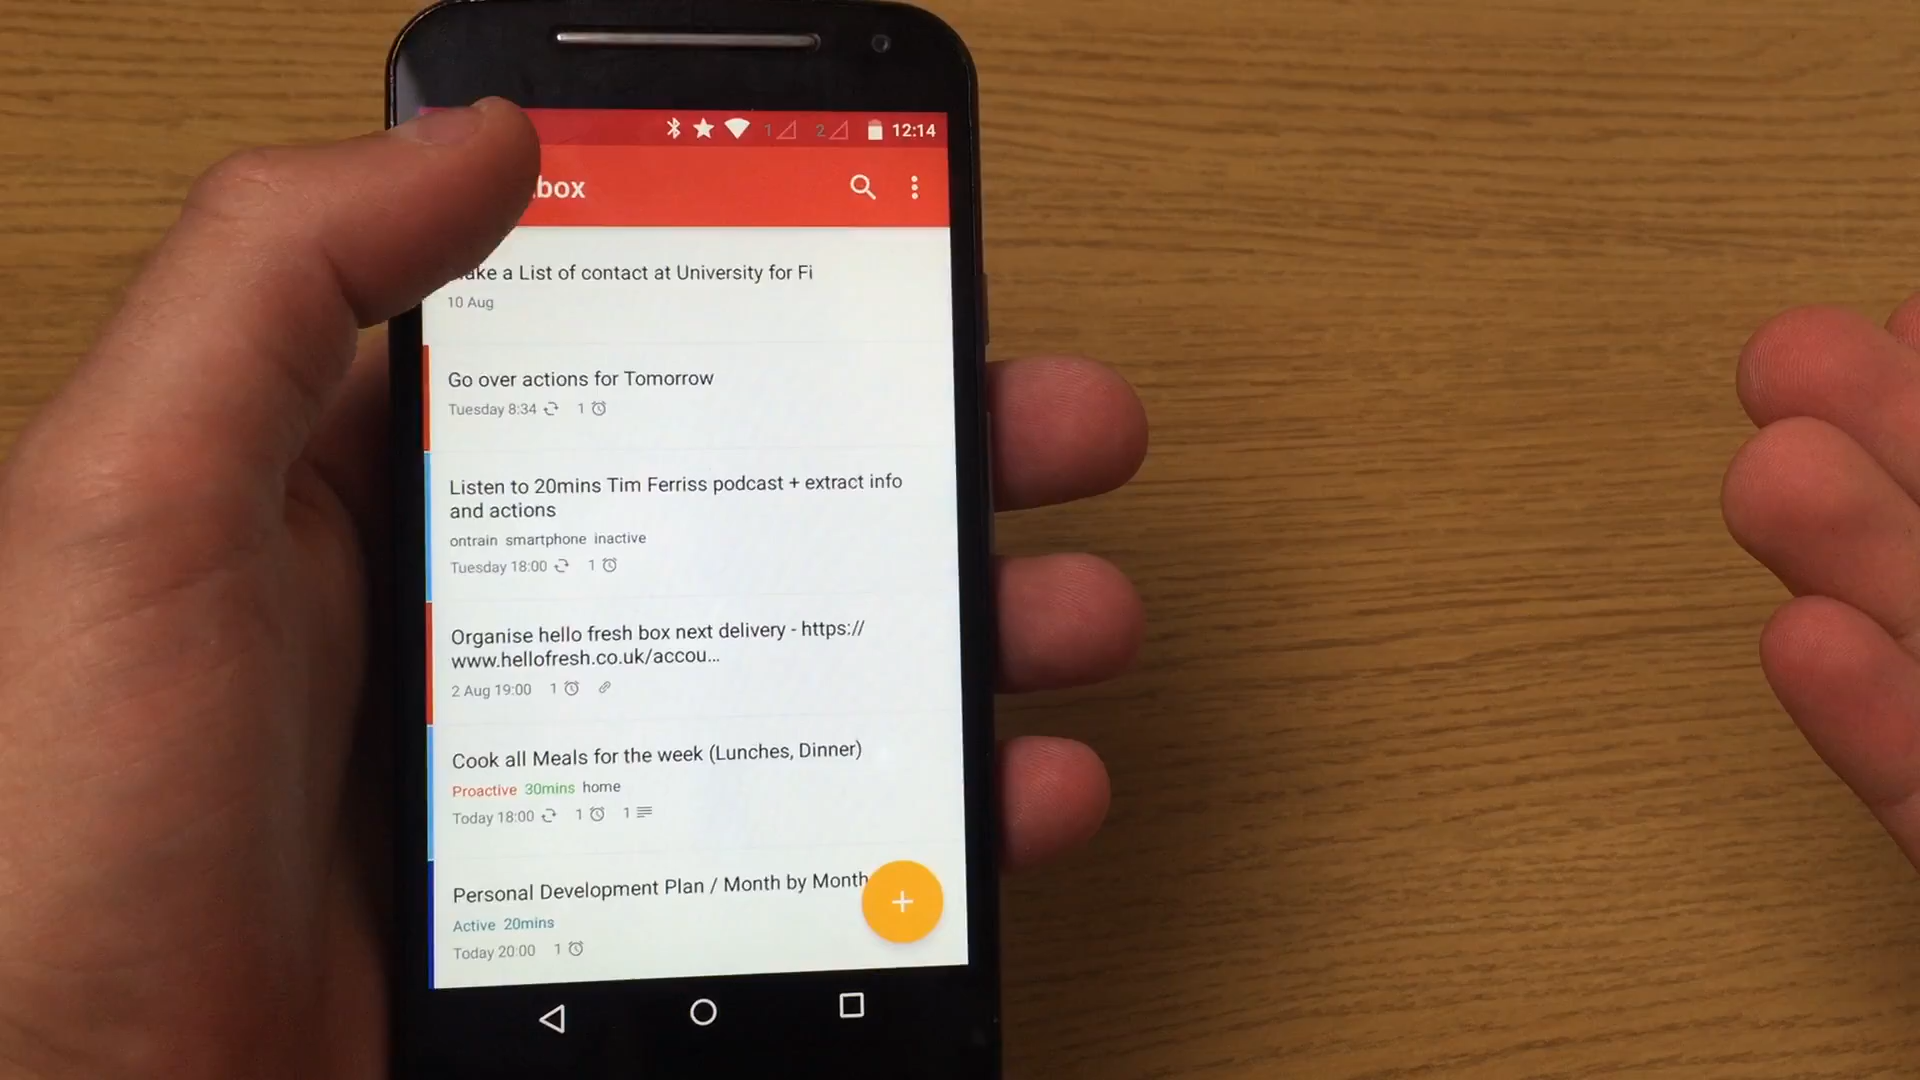 1 2 12:14
box
ake a List of contact at University for Fi
10 Aug
Go over actions for Tomorrow
Tuesday 8:34 1
Listen to 20mins Tim Ferriss podcast + extract info
and actions
ontrain smartphone inactive
Tuesday 18:00 1
Organise hello fresh box next delivery - https://
www.hellofresh.co.uk/accou...
2 Aug 19:00 1
Cook all Meals for the week (Lunches, Dinner)
Proactive 30mins home
Today 18:00 1 1
Personal Development Plan / Month by Month
Active 20mins
Today 20:00 1